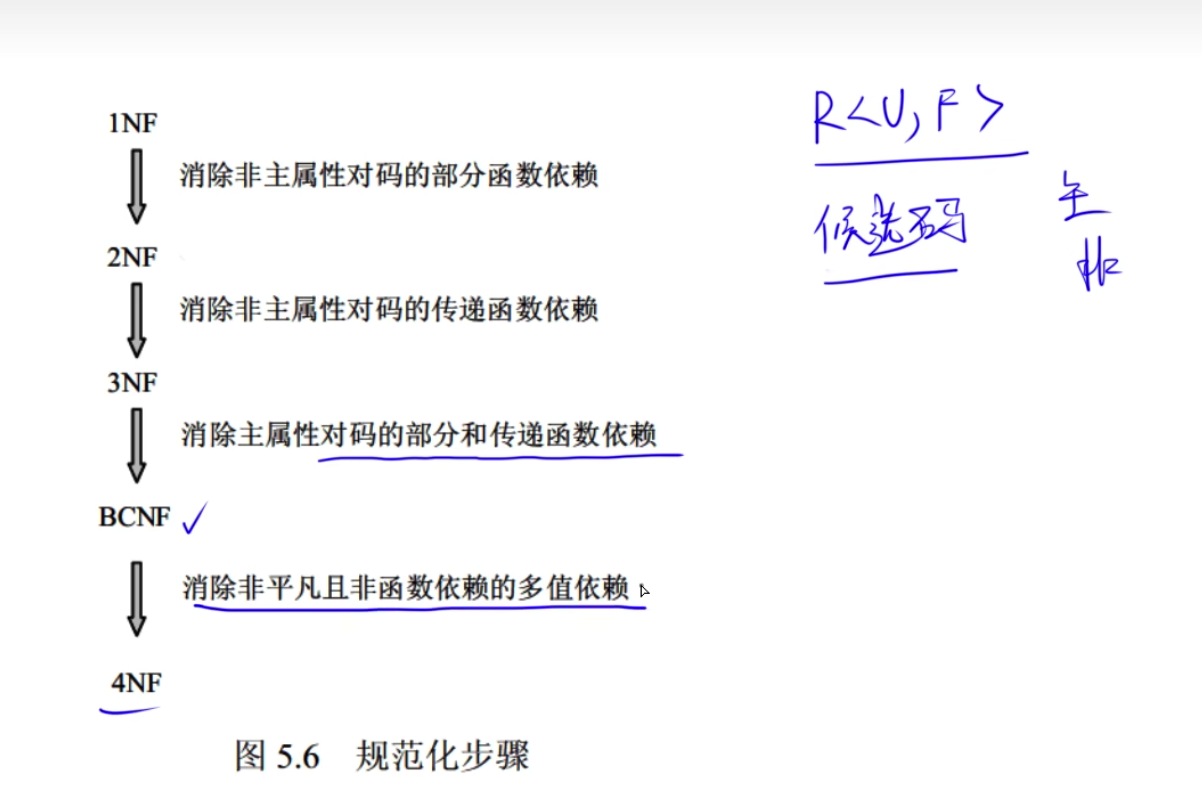 1NF
消除非主属性对码的部分函数依赖
2NF
消除非主属性对码的传递函数依赖
3NF
消除主属性对码的部分和传递函数依赖
BCNF
消除非平凡且非函数依赖的多值依赖
4NF
图 5.6 规范化步骤
R<U,F>
候选码
主
非